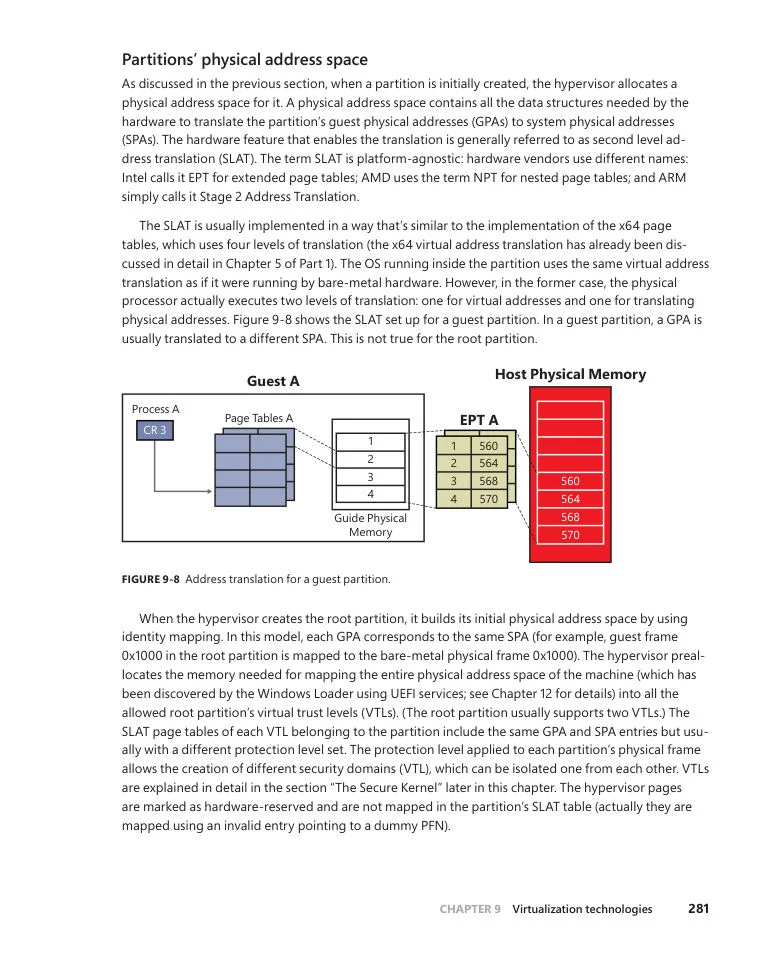 Partitions’ physical address space
As discussed in the previous section, when a partition is initially created, the hypervisor allocates a
physical address space for it. A physical address space contains all the data structures needed by the
hardware to translate the partition’s guest physical addresses (GPAs) to system physical addresses
(SPAs). The hardware feature that enables the translation is generally referred to as second level ad-
dress translation (SLAT). The term SLAT is platform-agnostic: hardware vendors use different names:
Intel calls it EPT for extended page tables; AMD uses the term NPT for nested page tables; and ARM
simply calls it Stage 2 Address Translation.
The SLAT is usually implemented in a way that’s similar to the implementation of the x64 page
tables, which uses four levels of translation (the x64 virtual address translation has already been dis-
cussed in detail in Chapter 5 of Part 1). The OS running inside the partition uses the same virtual address
translation as if it were running by bare-metal hardware. However, in the former case, the physical
processor actually executes two levels of translation: one for virtual addresses and one for translating
physical addresses. Figure 9-8 shows the SLAT set up for a guest partition. In a guest partition, a GPA is
usually translated to a different SPA. This is not true for the root partition.
Guest A
Host Physical Memory
Process A
CR 3
Page Tables A
1
2
3
4
Guide Physical
Memory
EPT A
1 560
2 564
3 568
4 570
560
564
568
570
FIGURE 9-8 Address translation for a guest partition.
When the hypervisor creates the root partition, it builds its initial physical address space by using
identity mapping. In this model, each GPA corresponds to the same SPA (for example, guest frame
0x1000 in the root partition is mapped to the bare-metal physical frame 0x1000). The hypervisor preal-
locates the memory needed for mapping the entire physical address space of the machine (which has
been discovered by the Windows Loader using UEFI services; see Chapter 12 for details) into all the
allowed root partition’s virtual trust levels (VTLs). (The root partition usually supports two VTLs.) The
SLAT page tables of each VTL belonging to the partition include the same GPA and SPA entries but usu-
ally with a different protection level set. The protection level applied to each partition’s physical frame
allows the creation of different security domains (VTL), which can be isolated one from each other. VTLs
are explained in detail in the section “The Secure Kernel” later in this chapter. The hypervisor pages
are marked as hardware-reserved and are not mapped in the partition’s SLAT table (actually they are
mapped using an invalid entry pointing to a dummy PFN).
CHAPTER 9 Virtualization technologies 281